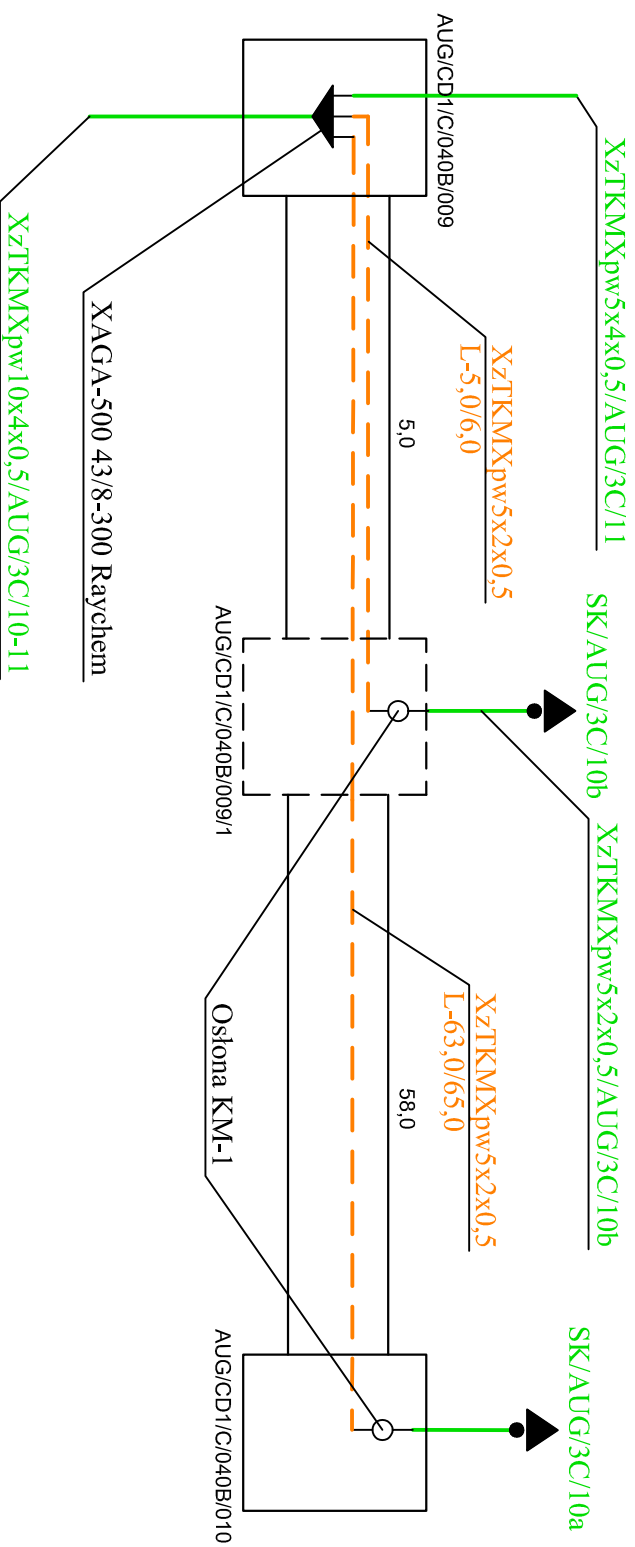 XzTKMXpw5x4x0,5/AUG/3C/11
SK/AUG/3C/10b
XzTKMXpw5x2x0,5/AUG/3C/10b
SK/AUG/3C/10a
AUG/CD1/C/040B/009
XzTKMXpw5x2x0,5
L-5,0/6,0
5,0
XzTKMXpw5x2x0,5
L-63,0/65,0
58,0
AUG/CD1/C/040B/009/1
AUG/CD1/C/040B/010
Osłona KM-1
XAGA-500 43/8-300 Raychem
XzTKMXpw10x4x0,5/AUG/3C/10-11